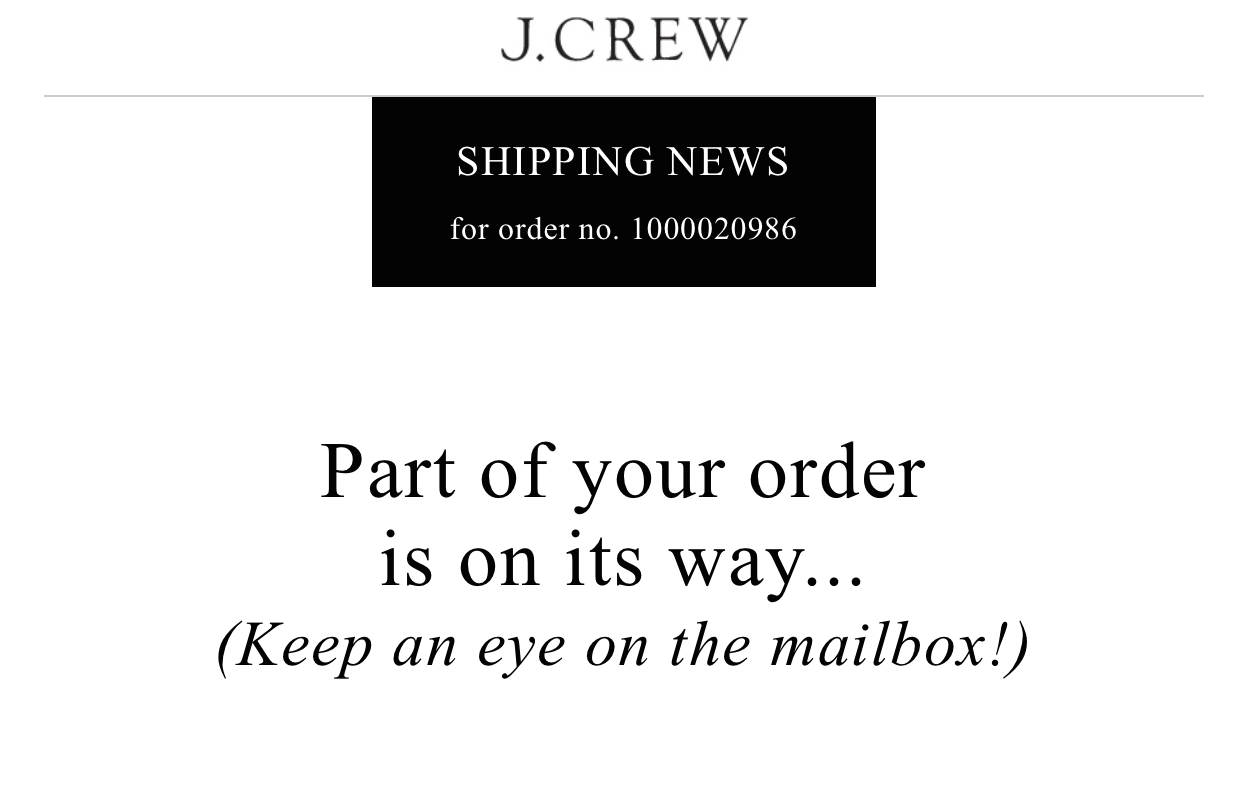 J.CREW
SHIPPING NEWS
for order no. 1000020986
Part of your order
is on its way...
(Keep an eye on the mailbox!)